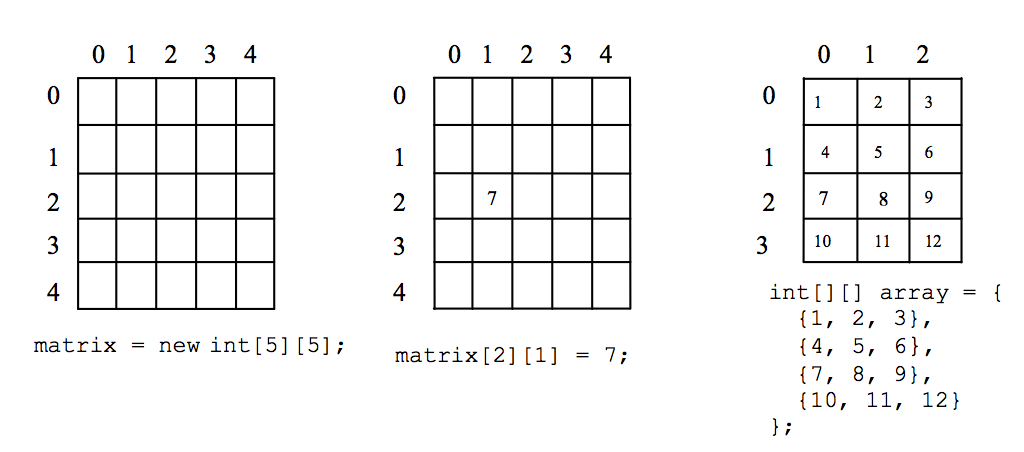 0 1 2 3 4
0
1
2
3
4
matrix = new int[5][5];
0 1 2 3 4
0
1
2 7
3
4
matrix[2][1] = 7;
0 1 2
0 1 2 3
1 4 5 6
2 7 8 9
3 10 11 12
int[][] array = {
{1, 2, 3},
{4, 5, 6},
{7, 8, 9},
{10, 11, 12}
};